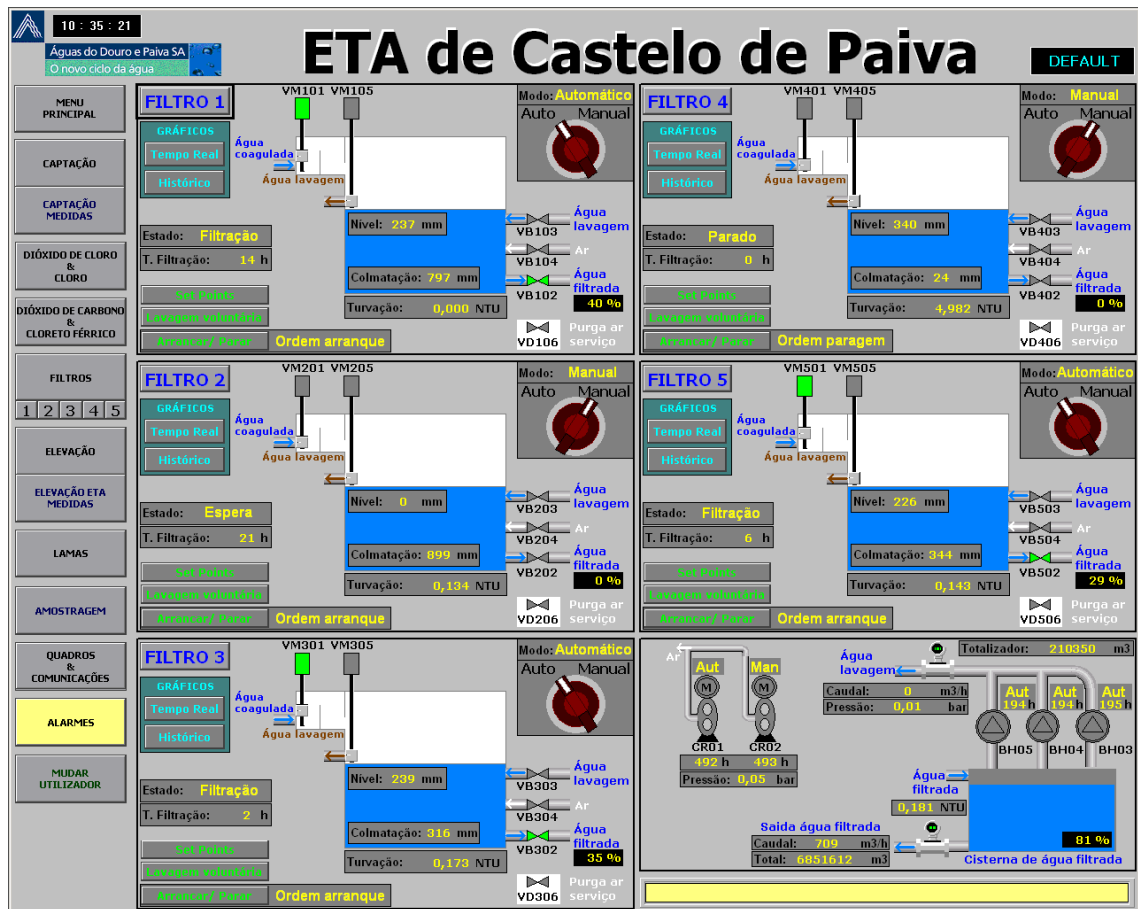 10 : 35 : 21
Águas do Douro e Paiva SA
O novo ciclo da água
ETA de Castelo de Paiva
DEFAULT
MENU
PRINCIPAL
CAPTAÇÃO
CAPTAÇÃO
MEDIDAS
DIÓXIDO DE CLORO
&
CLORO
DIÓXIDO DE CARBONO
&
CLORETO FÉRRICO
FILTROS
1 2 3 4 5
ELEVAÇÃO
ELEVAÇÃO ETA
MEDIDAS
LAMAS
AMOSTRAGEM
QUADROS
&
COMUNICAÇÕES
ALARMES
MUDAR
UTILIZADOR
FILTRO 1
VM101 VM105
Modo: Automático
Auto Manual
GRÁFICOS
Tempo Real
Histórico
Água
coagulada
Água lavagem
Estado: Filtração
T. Filtração: 14 h
Set Points
Lavagem voluntária
Arrancar/ Parar
Ordem arranque
Nível: 237 mm
Colmatação: 797 mm
Turvação: 0,000 NTU
Água
lavagem
VB103
Ar
VB104
Água
filtrada
VB102
40 %
Purga ar
VD106 serviço
FILTRO 4
VM401 VM405
Modo: Manual
Auto Manual
GRÁFICOS
Tempo Real
Histórico
Água
coagulada
Água lavagem
Estado: Parado
T. Filtração: 0 h
Set Points
Lavagem voluntária
Arrancar/ Parar
Ordem paragem
Nível: 340 mm
Colmatação: 24 mm
Turvação: 4,982 NTU
Água
lavagem
VB403
Ar
VB404
Água
filtrada
VB402
0 %
Purga ar
VD406 serviço
FILTRO 2
VM201 VM205
Modo: Manual
Auto Manual
GRÁFICOS
Tempo Real
Histórico
Água
coagulada
Água lavagem
Estado: Espera
T. Filtração: 21 h
Set Points
Lavagem voluntária
Arrancar/ Parar
Ordem arranque
Nível: 0 mm
Colmatação: 899 mm
Turvação: 0,134 NTU
Água
lavagem
VB203
Ar
VB204
Água
filtrada
VB202
0 %
Purga ar
VD206 serviço
FILTRO 5
VM501 VM505
Modo: Automático
Auto Manual
GRÁFICOS
Tempo Real
Histórico
Água
coagulada
Água lavagem
Estado: Filtração
T. Filtração: 6 h
Set Points
Lavagem voluntária
Arrancar/ Parar
Ordem arranque
Nível: 226 mm
Colmatação: 344 mm
Turvação: 0,143 NTU
Água
lavagem
VB503
Ar
VB504
Água
filtrada
VB502
29 %
Purga ar
VD506 serviço
FILTRO 3
VM301 VM305
Modo: Automático
Auto Manual
GRÁFICOS
Tempo Real
Histórico
Água
coagulada
Água lavagem
Estado: Filtração
T. Filtração: 2 h
Set Points
Lavagem voluntária
Arrancar/ Parar
Ordem arranque
Nível: 239 mm
Colmatação: 316 mm
Turvação: 0,173 NTU
Água
lavagem
VB303
Ar
VB304
Água
filtrada
VB302
35 %
Purga ar
VD306 serviço
Ar
Aut Man
M M
CR01 CR02
492 h 493 h
Pressão: 0,05 bar
Água
lavagem
Totalizador: 210350 m3
Caudal: 0 m3/h
Pressão: 0,01 bar
Aut Aut Aut
194 h 194 h 195 h
BH05 BH04 BH03
Água
filtrada
0,181 NTU
Saida água filtrada
Caudal: 709 m3/h
Total: 6851612 m3
81 %
Cisterna de água filtrada